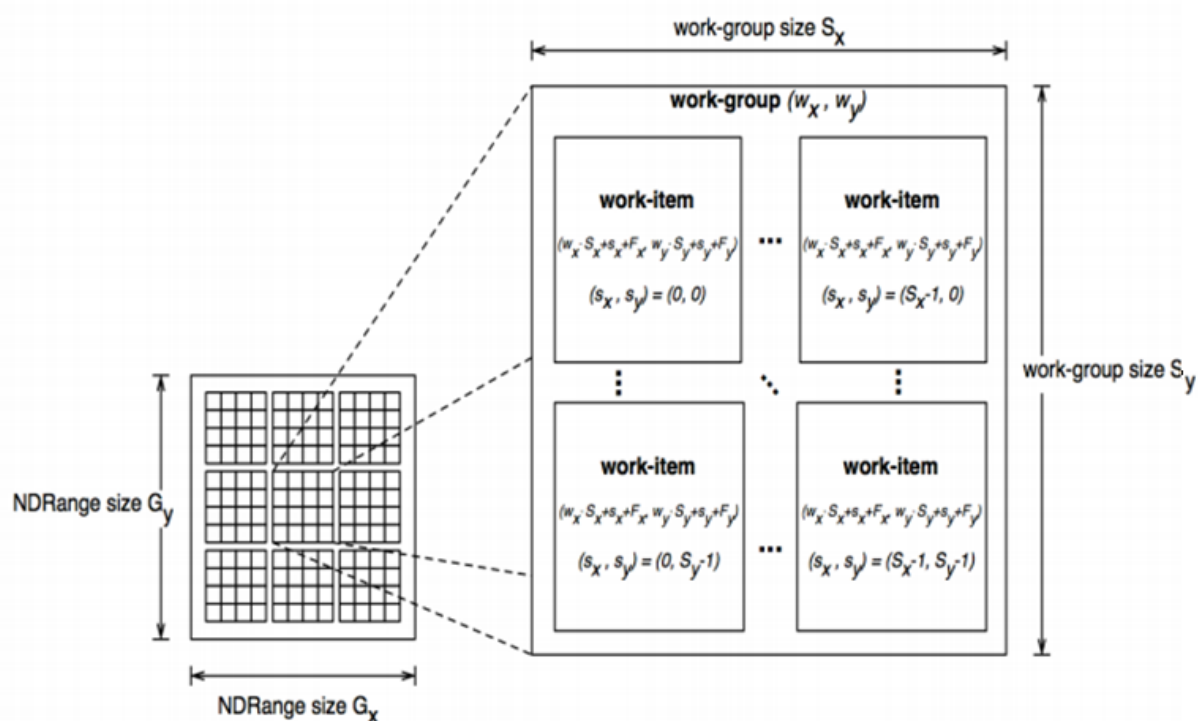 work-group size Sx
work-group (wx , wy)
work-item
work-item
(wx·Sx+sx+Fx, wy·Sy+sy+Fy)
...
(wx·Sx+sx+Fx, wy·Sy+sy+Fy)
(sx , sy) = (0, 0)
(sx , sy) = (Sx-1, 0)
work-group size Sy
work-item
work-item
(wx·Sx+sx+Fx, wy·Sy+sy+Fy)
...
(wx·Sx+sx+Fx, wy·Sy+sy+Fy)
(sx , sy) = (0, Sy-1)
(sx , sy) = (Sx-1, Sy-1)
NDRange size Gy
NDRange size Gx